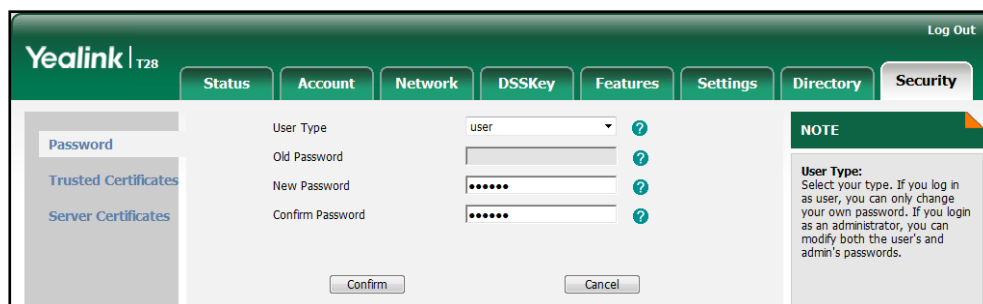 Log Out
Yealink T28
Status Account Network DSSKey Features Settings Directory Security
Password
Trusted Certificates
Server Certificates
User Type user ?
Old Password ?
New Password •••••• ?
Confirm Password •••••• ?
Confirm Cancel
NOTE
User Type:
Select your type. If you log in
as user, you can only change
your own password. If you login
as an administrator, you can
modify both the user's and
admin's passwords.